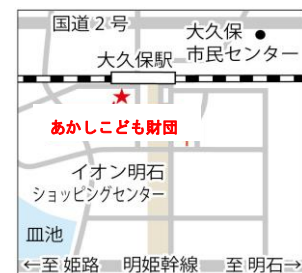 国道2号
大久保
市民センター
大久保駅
あかしこども財団
イオン明石
ショッピングセンター
皿池
←至 姫路 明姫幹線 至 明石→